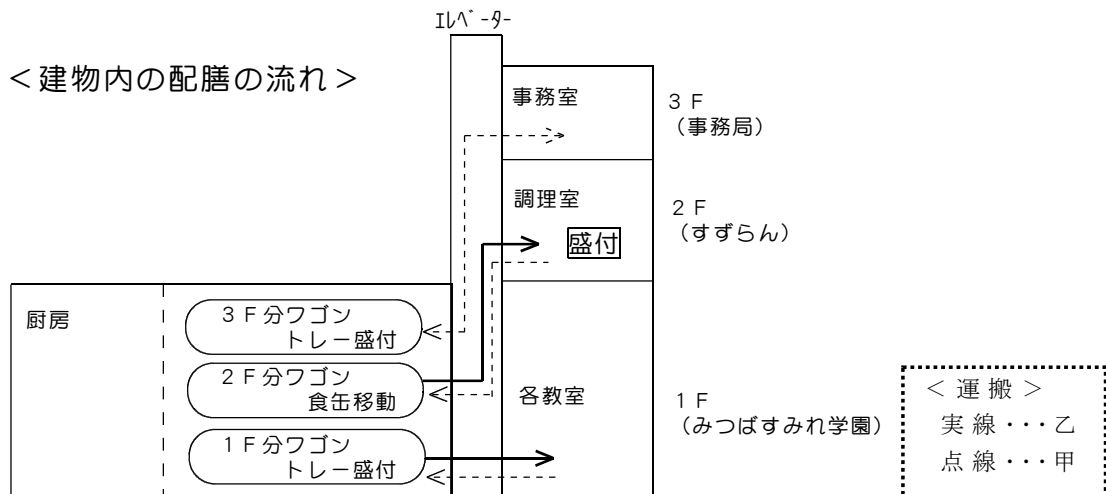 ｴﾚﾍﾞｰﾀｰ
＜建物内の配膳の流れ＞
事務室
３Ｆ
（事務局）
調理室
２Ｆ
（すずらん）
盛付
厨房
３Ｆ分ワゴン
トレー盛付
２Ｆ分ワゴン
食缶移動
各教室
１Ｆ
（みつばすみれ学園）
１Ｆ分ワゴン
トレー盛付
＜運搬＞
実線・・・乙
点線・・・甲